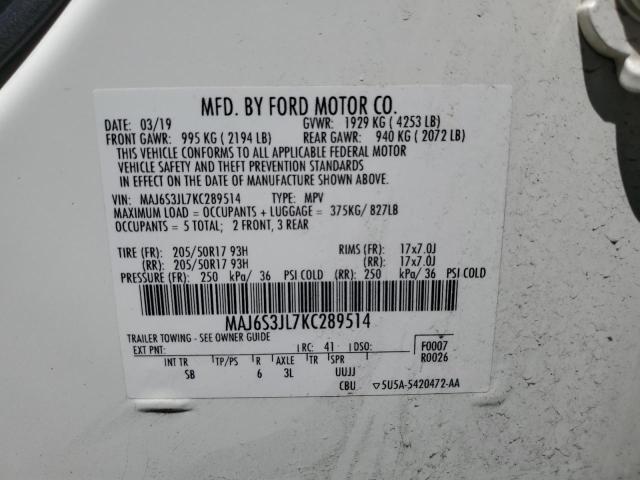 MFD. BY FORD MOTOR CO.
DATE: 03/19 GVWR: 1929 KG ( 4253 LB)
FRONT GAWR: 995 KG ( 2194 LB) REAR GAWR: 940 KG ( 2072 LB)
THIS VEHICLE CONFORMS TO ALL APPLICABLE FEDERAL MOTOR
VEHICLE SAFETY AND THEFT PREVENTION STANDARDS
IN EFFECT ON THE DATE OF MANUFACTURE SHOWN ABOVE.
VIN: MAJ6S3JL7KC289514 TYPE: MPV
MAXIMUM LOAD = OCCUPANTS + LUGGAGE = 375KG/ 827LB
OCCUPANTS = 5 TOTAL; 2 FRONT, 3 REAR
TIRE (FR): 205/50R17 93H RIMS (FR): 17x7.0J
(RR): 205/50R17 93H (RR): 17x7.0J
PRESSURE (FR): 250 kPa/ 36 PSI COLD (RR): 250 kPa/ 36 PSI COLD
MAJ6S3JL7KC289514
TRAILER TOWING - SEE OWNER GUIDE F0007
EXT PNT: RC: 41 DSO: R0026
INT TR TP/PS R AXLE TR SPR
SB 6 3L UUJJ
CBU ▽5U5A-5420472-AA